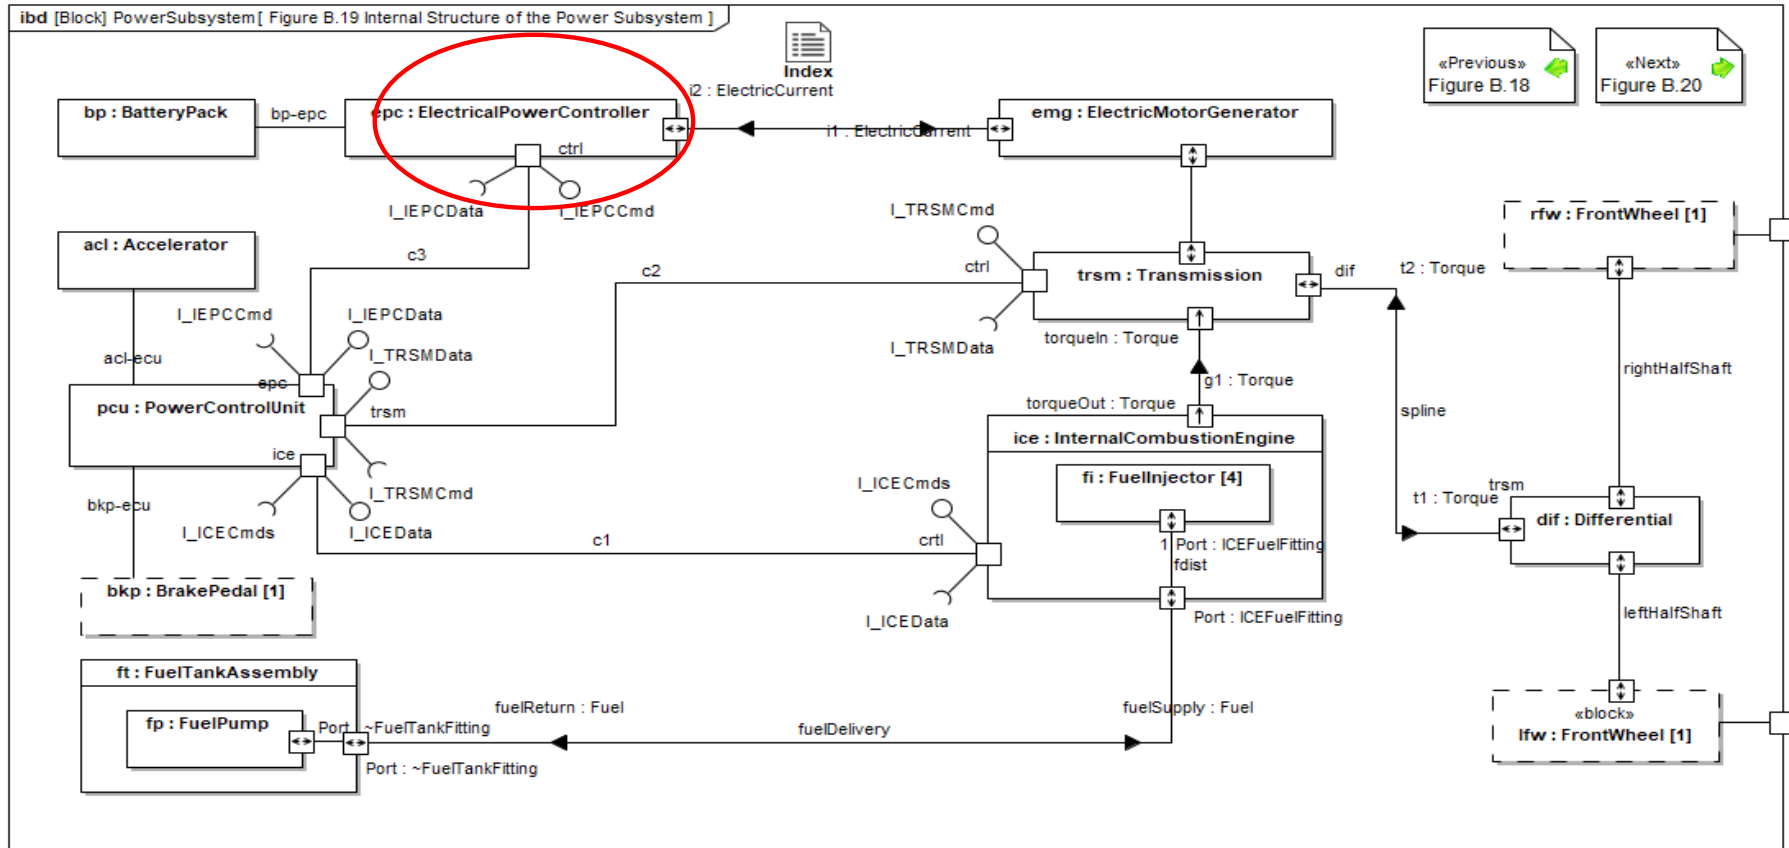 ibd [Block] PowerSubsystem[ Figure B.19 Internal Structure of the Power Subsystem ]
Index
«Previous»
Figure B.18
«Next»
Figure B.20
bp : BatteryPack
bp-epc
epc : ElectricalPowerController
i2 : ElectricCurrent
i1 : ElectricCurrent
emg : ElectricMotorGenerator
ctrl
I_IEPCData
I_IEPCCmd
acl : Accelerator
c3
c2
I_TRSMCmd
ctrl
trsm : Transmission
dif
t2 : Torque
rfw : FrontWheel [1]
I_IEPCCmd
I_IEPCData
I_TRSMData
acl-ecu
epc
I_TRSMData
torqueIn : Torque
g1 : Torque
rightHalfShaft
pcu : PowerControlUnit
trsm
ice
torqueOut : Torque
spline
ice : InternalCombustionEngine
fi : FuelInjector [4]
I_TRSMCmd
bkp-ecu
I_ICECmds
I_ICEData
I_ICECmds
c1
crtl
1 Port : ICEFuelFitting
fdist
t1 : Torque
trsm
dif : Differential
bkp : BrakePedal [1]
I_ICEData
Port : ICEFuelFitting
leftHalfShaft
ft : FuelTankAssembly
fp : FuelPump
Port : ~FuelTankFitting
Port : ~FuelTankFitting
fuelReturn : Fuel
fuelDelivery
fuelSupply : Fuel
«block»
lfw : FrontWheel [1]